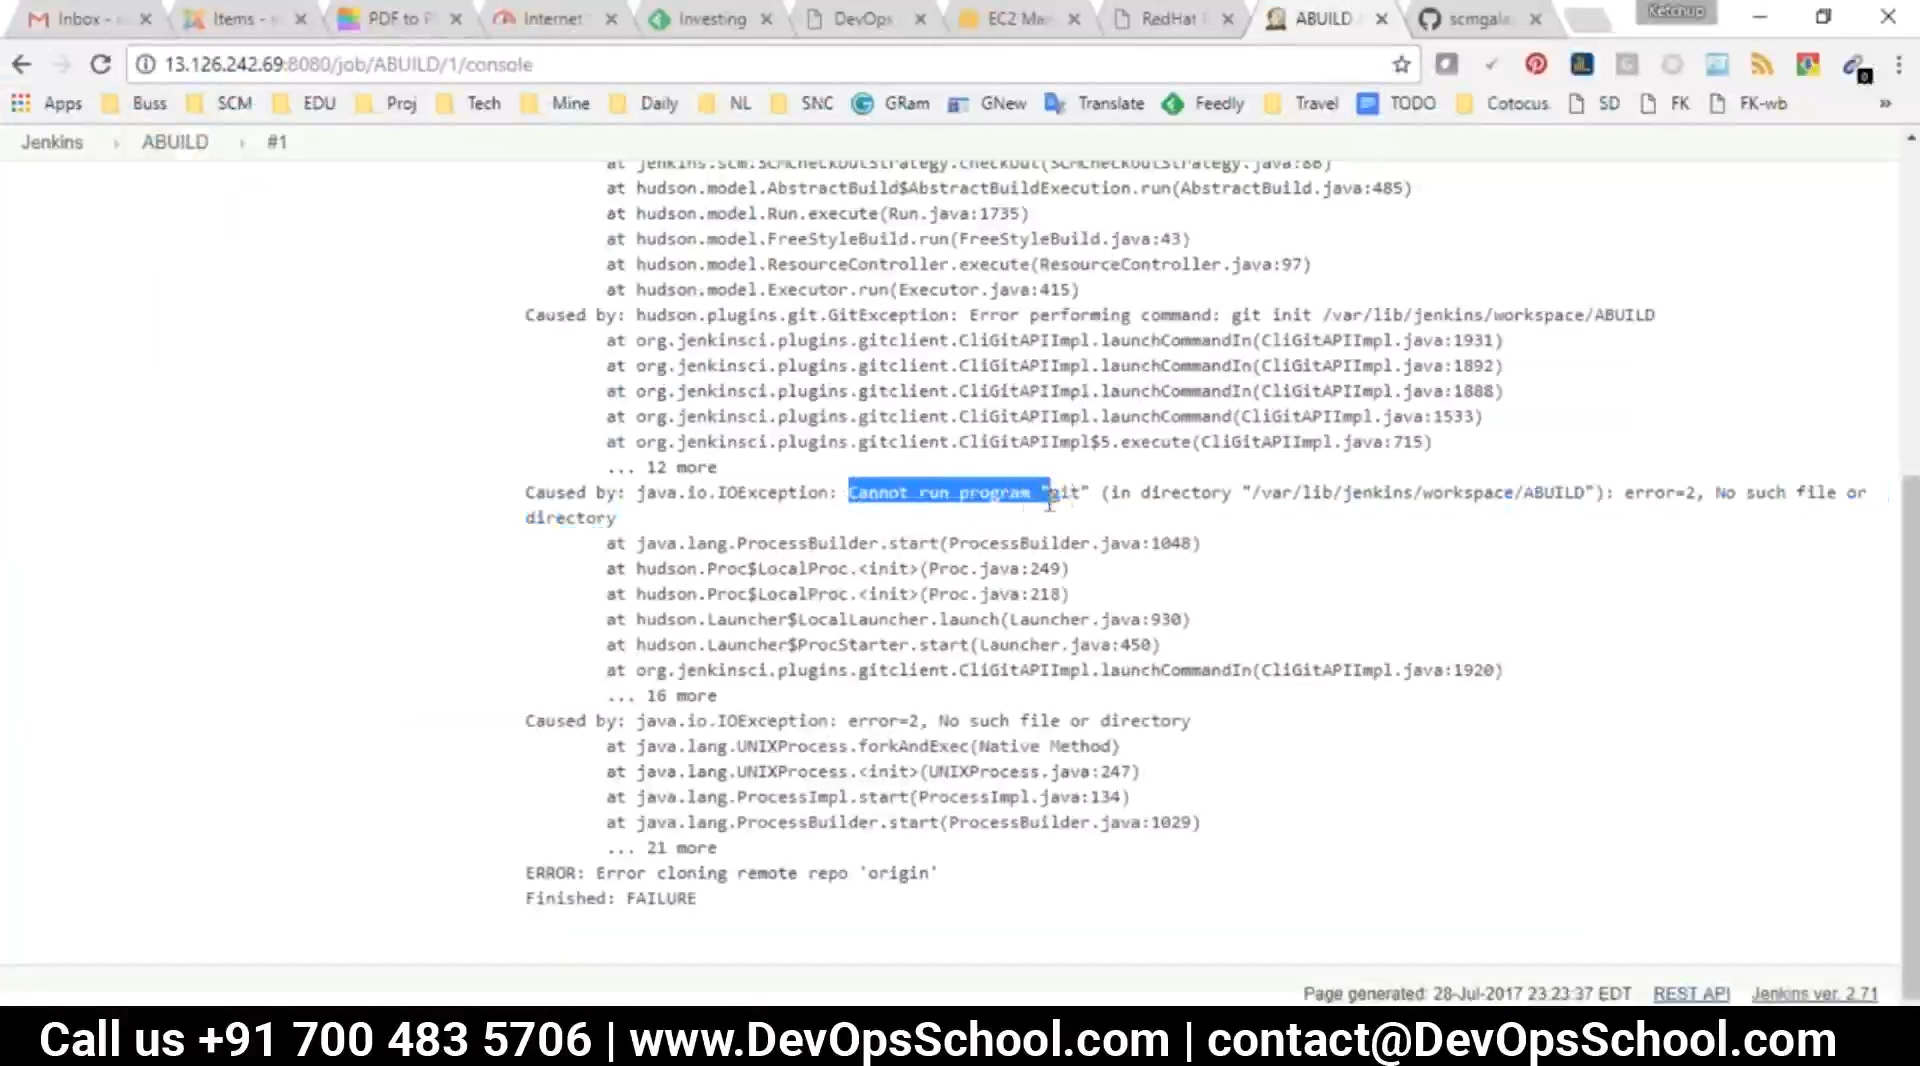 Inbox -
Items -
PDF to P
Internet
Investing
DevOps
EC2 Ma
RedHat
ABUILD
scmgala
Ketchup
13.126.242.69:8080/job/ABUILD/1/console
Apps
Buss
SCM
EDU
Proj
Tech
Mine
Daily
NL
SNC
GRam
GNew
Translate
Feedly
Travel
TODO
Cotocus
SD
FK
FK-wb
»
Jenkins
ABUILD
#1
at jenkins.scm.SCMCheckoutStrategy.checkout(SCMCheckoutStrategy.java:86)
at hudson.model.AbstractBuild$AbstractBuildExecution.run(AbstractBuild.java:485)
at hudson.model.Run.execute(Run.java:1735)
at hudson.model.FreeStyleBuild.run(FreeStyleBuild.java:43)
at hudson.model.ResourceController.execute(ResourceController.java:97)
at hudson.model.Executor.run(Executor.java:415)
Caused by: hudson.plugins.git.GitException: Error performing command: git init /var/lib/jenkins/workspace/ABUILD
at org.jenkinsci.plugins.gitclient.CliGitAPIImpl.launchCommandIn(CliGitAPIImpl.java:1931)
at org.jenkinsci.plugins.gitclient.CliGitAPIImpl.launchCommandIn(CliGitAPIImpl.java:1892)
at org.jenkinsci.plugins.gitclient.CliGitAPIImpl.launchCommandIn(CliGitAPIImpl.java:1888)
at org.jenkinsci.plugins.gitclient.CliGitAPIImpl.launchCommand(CliGitAPIImpl.java:1533)
at org.jenkinsci.plugins.gitclient.CliGitAPIImpl$5.execute(CliGitAPIImpl.java:715)
... 12 more
Caused by: java.io.IOException: Cannot run program "git" (in directory "/var/lib/jenkins/workspace/ABUILD"): error=2, No such file or
directory
at java.lang.ProcessBuilder.start(ProcessBuilder.java:1048)
at hudson.Proc$LocalProc.<init>(Proc.java:249)
at hudson.Proc$LocalProc.<init>(Proc.java:218)
at hudson.Launcher$LocalLauncher.launch(Launcher.java:930)
at hudson.Launcher$ProcStarter.start(Launcher.java:450)
at org.jenkinsci.plugins.gitclient.CliGitAPIImpl.launchCommandIn(CliGitAPIImpl.java:1920)
... 16 more
Caused by: java.io.IOException: error=2, No such file or directory
at java.lang.UNIXProcess.forkAndExec(Native Method)
at java.lang.UNIXProcess.<init>(UNIXProcess.java:247)
at java.lang.ProcessImpl.start(ProcessImpl.java:134)
at java.lang.ProcessBuilder.start(ProcessBuilder.java:1029)
... 21 more
ERROR: Error cloning remote repo 'origin'
Finished: FAILURE
Page generated: 28-Jul-2017 23:23:37 EDT REST API Jenkins ver. 2.71
Call us +91 700 483 5706 | www.DevOpsSchool.com | contact@DevOpsSchool.com